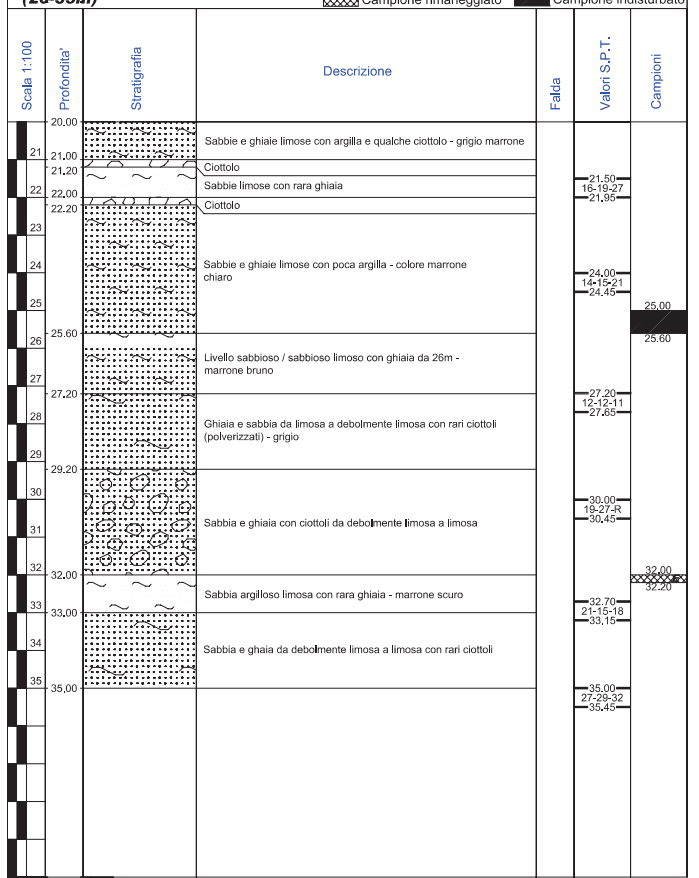 (20-35m)
Campione rimaneggiato
Campione indisturbato
Scala 1:100
Profondita'
Stratigrafia
Descrizione
Falda
Valori S.P.T.
Campioni
20.00
Sabbie e ghiaie limose con argilla e qualche ciottolo - grigio marrone
21
21.00
21.20
Ciottolo
Sabbie limose con rara ghiaia
21.50
16-19-27
21.95
22
22.00
22.20
Ciottolo
23
Sabbie e ghiaie limose con poca argilla - colore marrone
chiaro
24
24.00
14-15-21
24.45
25
25.00
25.60
25.60
26
Livello sabbioso / sabbioso limoso con ghiaia da 26m -
marrone bruno
27
27.20
27.20
12-12-11
27.65
28
Ghiaia e sabbia da limosa a debolmente limosa con rari ciottoli
(polverizzati) - grigio
29
29.20
30
30.00
19-27-R
30.45
31
Sabbia e ghiaia con ciottoli da debolmente limosa a limosa
32
32.00
32.00
32.20
Sabbia argilloso limosa con rara ghiaia - marrone scuro
32.70
21-15-18
33.15
33
33.00
34
Sabbia e ghaia da debolmente limosa a limosa con rari ciottoli
35
35.00
35.00
27-29-32
35.45